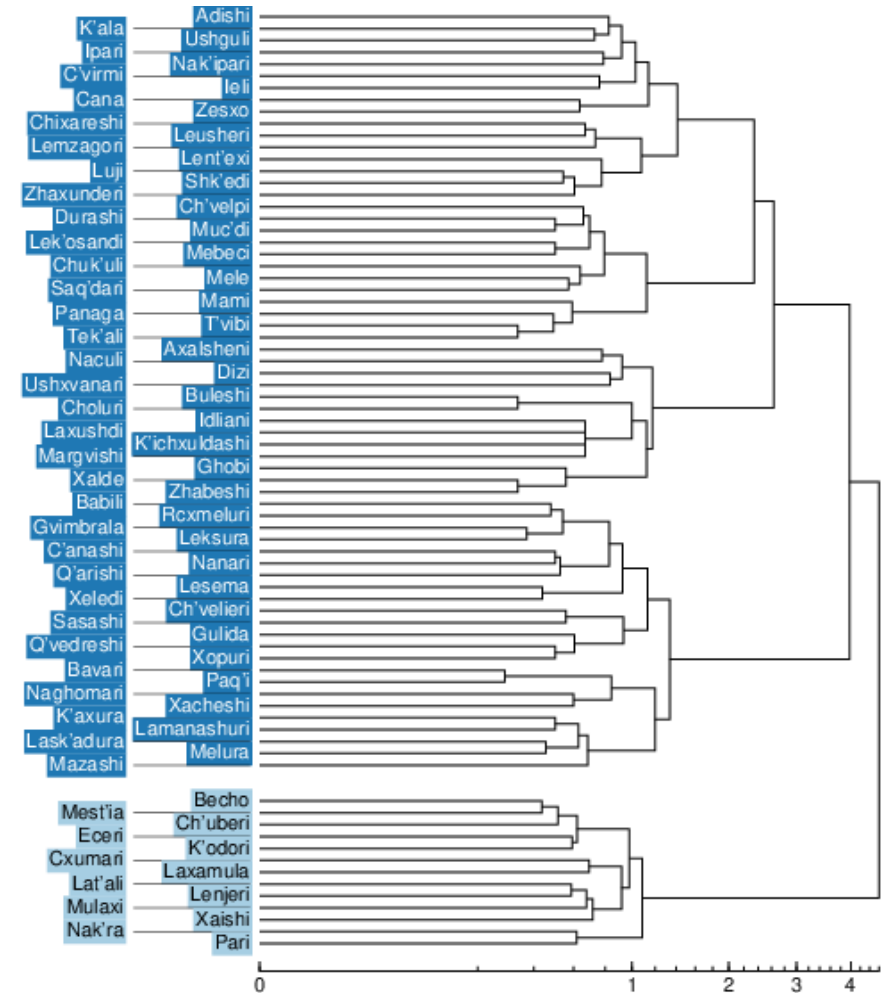 Adishi
K'ala
Ushguli
Ipari
Nak'ipari
C'virmi
Ieli
Cana
Zesxo
Chixareshi
Leusheri
Lemzagori
Lent'exi
Luji
Shk'edi
Zhaxunderi
Ch'velpi
Durashi
Muc'di
Lek'osandi
Mebeci
Chuk'uli
Mele
Saq'dari
Mami
Panaga
T'vibi
Tek'ali
Axalsheni
Naculi
Dizi
Ushxvanari
Buleshi
Choluri
Idliani
Laxushdi
K'ichxuldashi
Margvishi
Ghobi
Xalde
Zhabeshi
Babili
Rcxmeluri
Gvimbrala
Leksura
C'anashi
Nanari
Q'arishi
Lesema
Xeledi
Ch'velieri
Sasashi
Gulida
Q'vedreshi
Xopuri
Bavari
Paq'i
Naghomari
Xacheshi
K'axura
Lamanashuri
Lask'adura
Melura
Mazashi
Becho
Mest'ia
Ch'uberi
Eceri
K'odori
Cxumari
Laxamula
Lat'ali
Lenjeri
Mulaxi
Xaishi
Nak'ra
Pari
0 1 2 3 4